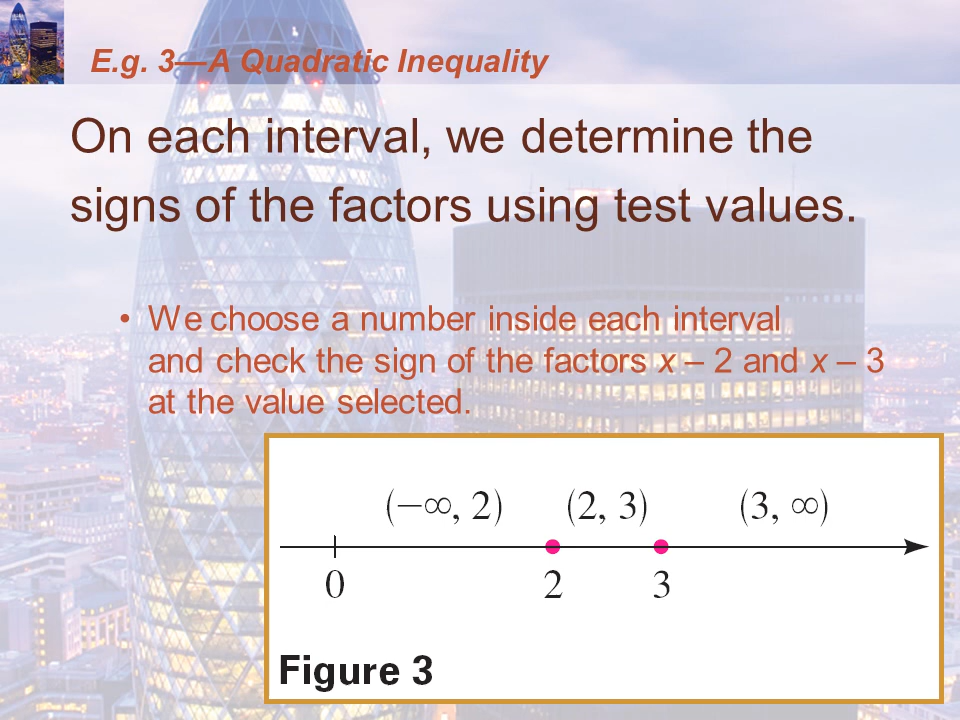 E.g. 3—A Quadratic Inequality
On each interval, we determine the
signs of the factors using test values.
• We choose a number inside each interval
and check the sign of the factors x – 2 and x – 3
at the value selected.
(−∞, 2) (2, 3) (3, ∞)
0 2 3
Figure 3